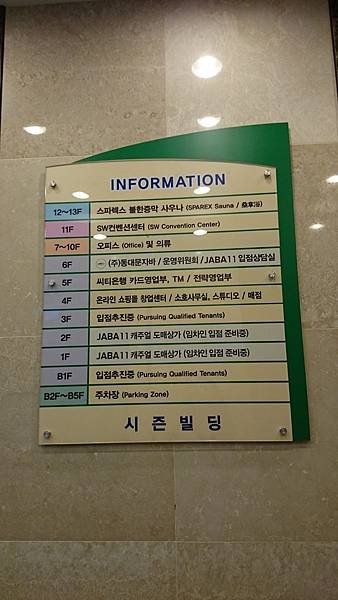 INFORMATION
12~13F 스파렉스 불한증막 사우나 (SPAREX Sauna / 桑拿浴)
11F SW컨벤션센터 (SW Convention Center)
7~10F 오피스 (Office) 및 의류
6F (주)동대문자바 / 운영위원회 / JABA11 입점상담실
5F 씨티은행 카드영업부, TM / 전략영업부
4F 온라인 쇼핑몰 창업센터 / 소호사무실, 스튜디오 / 매점
3F 입점추진중 (Pursuing Qualified Tenants)
2F JABA11 캐주얼 도매상가 (임차인 입점 준비중)
1F JABA11 캐주얼 도매상가 (임차인 입점 준비중)
B1F 입점추진중 (Pursuing Qualified Tenants)
B2F~B5F 주차장 (Parking Zone)
시즌빌딩